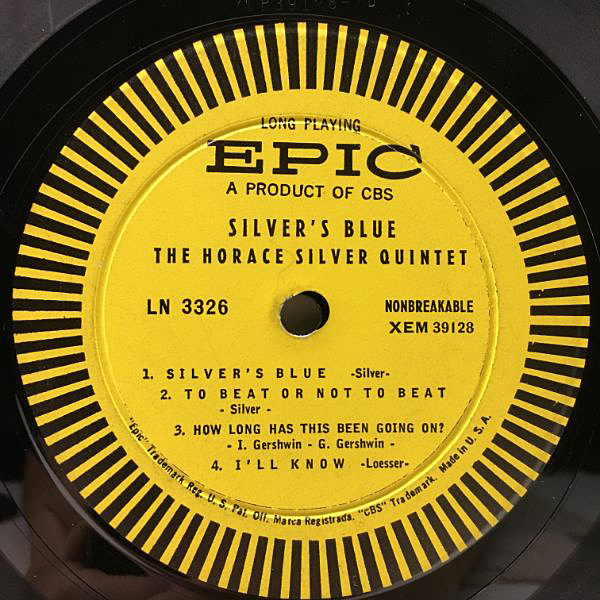 LONG PLAYING
EPIC
A PRODUCT OF CBS
SILVER'S BLUE
THE HORACE SILVER QUINTET
LN 3326
NONBREAKABLE
XEM 39128
1. SILVER'S BLUE -Silver-
2. TO BEAT OR NOT TO BEAT
- Silver -
3. HOW LONG HAS THIS BEEN GOING ON?
- I. Gershwin - G. Gershwin -
4. I'LL KNOW -Loesser-
"Epic" Trademark Reg. U. S. Pat. Off. Marca Registrada. "CBS" Trademark. Made in U. S. A.